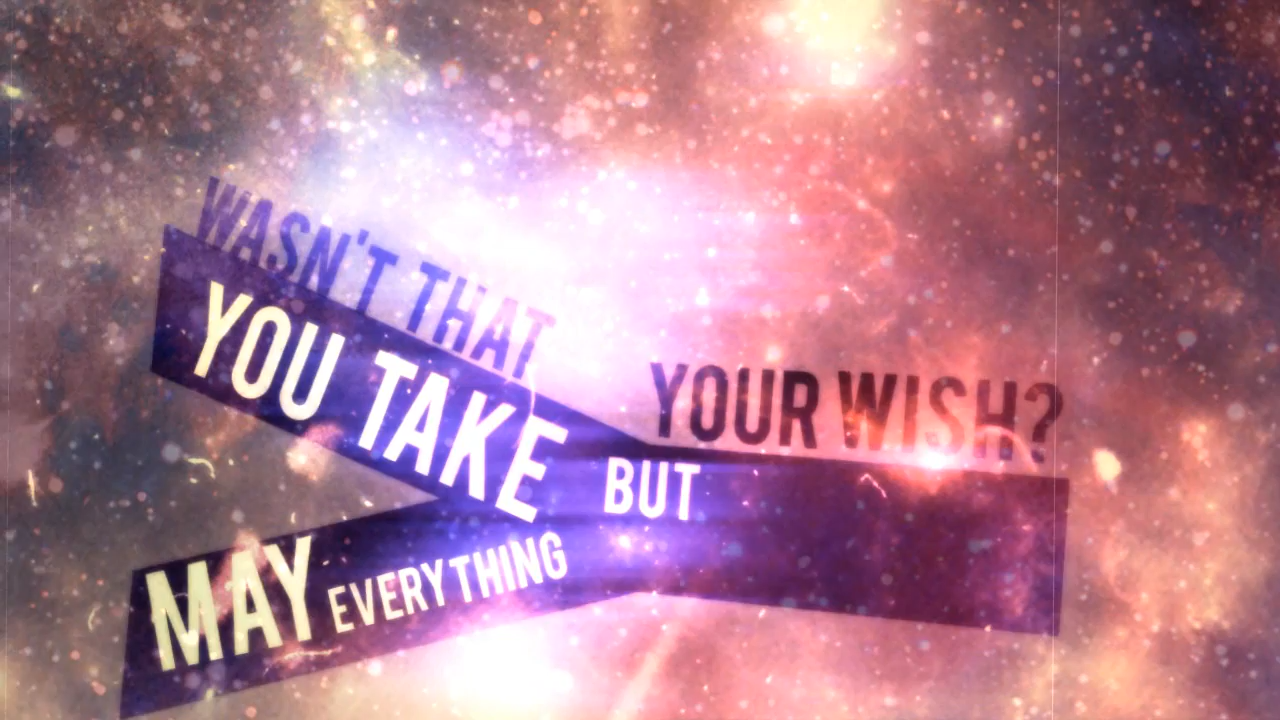 WASN'T THAT
YOUR WISH?
YOU TAKE
BUT
MAY EVERYTHING